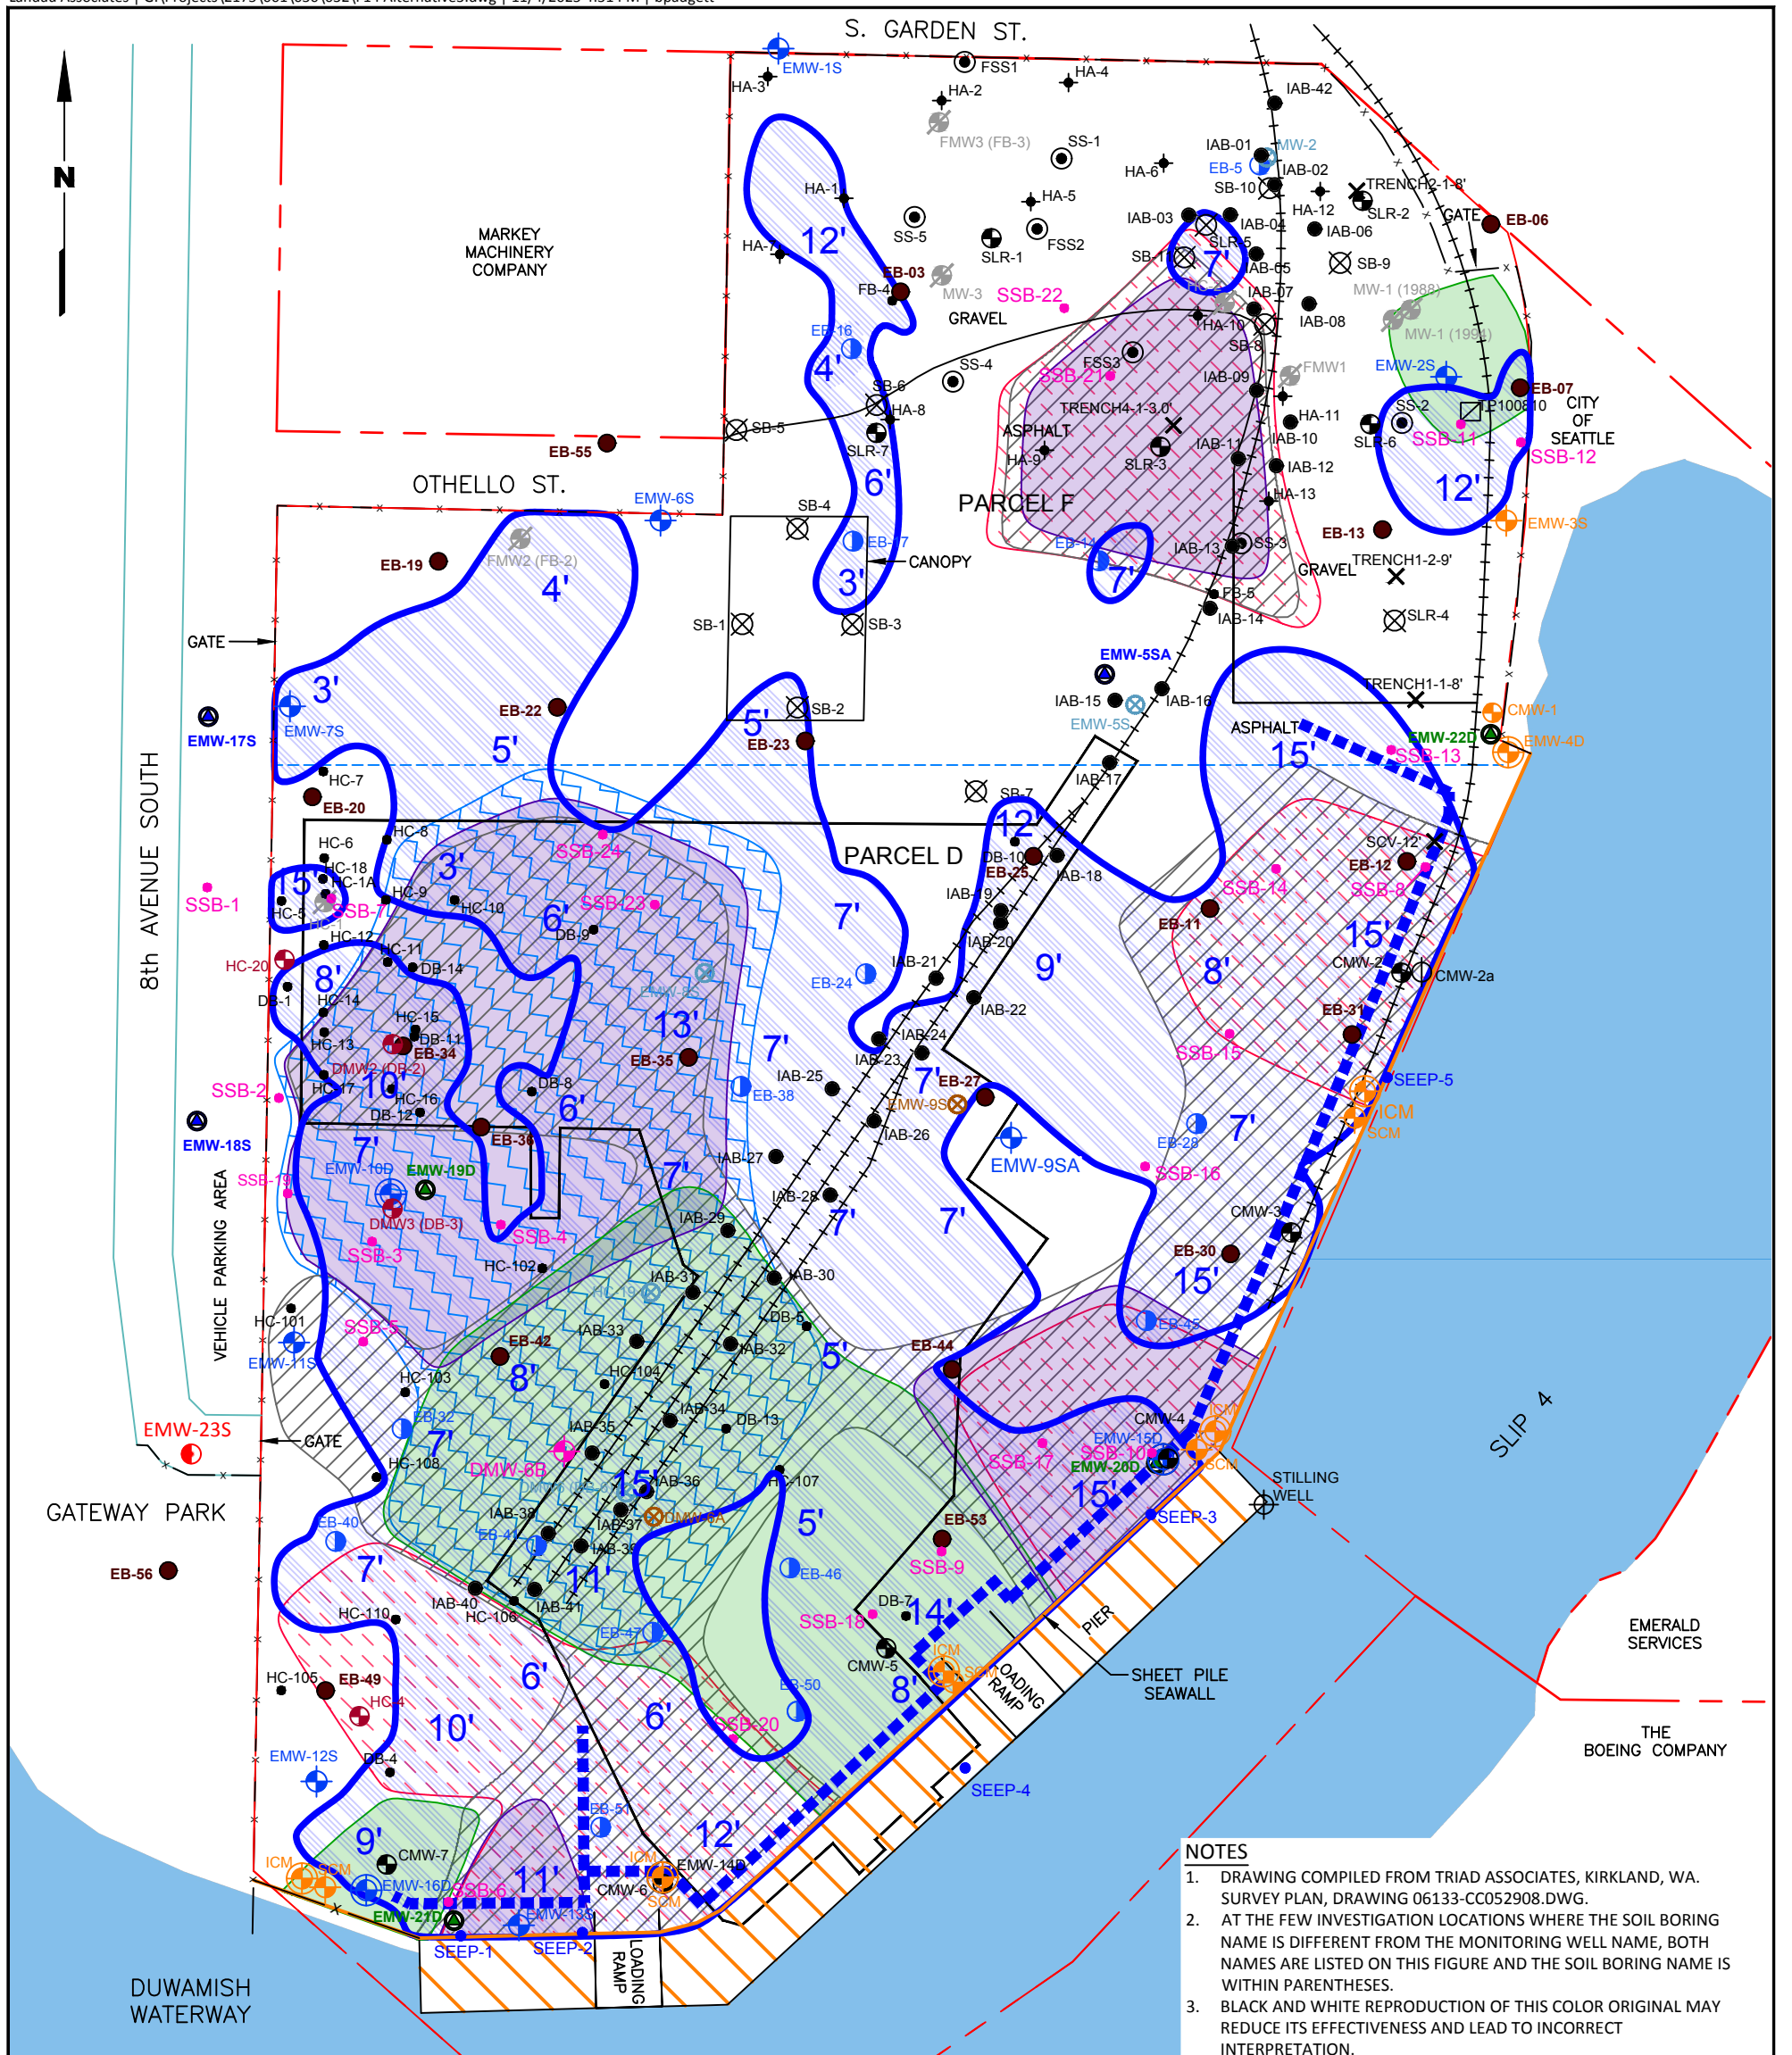 S. GARDEN ST.
EMW-1S
FSS1
HA-4
HA-3
HA-2
IAB-42
FMW3 (FB-3)
SS-1
IAB-01
MW-2
EB-5
IAB-02
HA-6
SB-10
TRENCH2-1-8'
N
HA-1
HA-5
HA-12
SLR-2
MARKEY
MACHINERY
COMPANY
12'
SS-5
FSS2
IAB-03
IAB-04
GATE
EB-06
IAB-06
HA-7
SLR-1
SLR-5
7'
IAB-05
SB-9
EB-03
FB-4
MW-3
SSB-22
IAB-07
MW-1 (1988)
GRAVEL
HA-10
IAB-08
MW-1 (1994)
EB-16
SB-8
4'
SS-4
FSS3
SSB-21
IAB-09
FMW1
EMW-2S
EB-07
SB-6
HA-8
TRENCH4-1-3.0'
HA-11
SS-2
TP100810
CITY
OF
SEATTLE
SB-5
ASPHALT
IAB-10
SLR-6
SSB-11
EB-55
SLR-7
HA-9
SLR-3
IAB-11
SSB-12
IAB-12
OTHELLO ST.
6'
12'
EMW-6S
PARCEL F
HA-13
SB-4
EMW-3S
EB-13
FMW2 (FB-2)
EB-14
IAB-13
SS-3
EB-19
CANOPY
GRAVEL
TRENCH1-2-9'
4'
3'
7'
FB-5
SB-1
SB-3
IAB-14
SLR-4
GATE
EMW-5SA
3'
TRENCH1-1-8'
EB-22
SB-2
IAB-15
IAB-16
CMW-1
EMW-17S
EMW-7S
5'
5'
EMW-5S
ASPHALT
EB-23
15'
EMW-22D
EMW-4D
SSB-13
HC-7
IAB-17
EB-20
SB-7
8th AVENUE SOUTH
HC-8
12'
SCV-12'
HC-6
SSB-24
PARCEL D
DB-10
EB-12
HC-18
3'
EB-25
IAB-18
SSB-14
SSB-8
15'
HC-1A
SSB-1
SSB-7
HC-9
HC-10
SSB-23
IAB-19
HC-5
6'
7'
EB-11
DB-9
15'
HC-12
IAB-20
HC-11
HC-20
DB-14
9'
8'
CMW-2
CMW-2a
8'
EB-24
IAB-21
DB-1
HC-14
IAB-22
HC-15
13'
EB-31
HC-13
DB-11
EB-34
7'
IAB-24
SSB-15
DMW2 (DB-2)
EB-35
IAB-23
HC-17
10'
DB-8
IAB-25
7'
EB-27
SEEP-5
SSB-2
HC-16
EB-38
EMW-9S
ICM
DB-12
6'
7'
SCM
EMW-18S
EB-36
IAB-26
EB-28
7'
EMW-9SA
SSB-16
7'
IAB-27
EMW-10D
EMW-19D
SSB-19
IAB-28
DMW3 (DB-3)
7'
7'
CMW-3
SSB-3
SSB-4
IAB-29
EB-30
VEHICLE PARKING AREA
HC-102
IAB-31
IAB-30
15'
HC-19
HC-101
SSB-5
IAB-33
DB-5
EB-45
SLIP 4
EMW-11S
EB-42
IAB-32
5'
EB-44
8'
HC-103
HC-104
EB-32
IAB-34
CMW-4
ICM
EMW-23S
GATE
7'
IAB-35
DB-13
EMW-15D
SSB-17
SSB-10
SCM
HC-108
DMW-6B
EMW-20D
STILLING
WELL
GATEWAY PARK
15'
IAB-36
HC-107
15'
IAB-38
IAB-37
DMW-6A
5'
SEEP-3
EB-40
EB-41
IAB-39
EB-53
EB-56
7'
11'
EB-46
SSB-9
IAB-40
IAB-41
DB-7
14'
HC-110
HC-106
SSB-18
PIER
EB-47
EMERALD
SERVICES
HC-105
EB-49
6'
CMW-5
ICM
SCM
SHEET PILE
SEAWALL
LOADING
RAMP
HC-4
EB-50
8'
10'
6'
SSB-20
THE
BOEING COMPANY
EMW-12S
DB-4
SEEP-4
EB-51
9'
CMW-7
12'
ICM
SCM
11'
ICM
EMW-14D
EMW-16D
SSB-6
CMW-6
SCM
EMW-21D
EMW-13S
SEEP-1
SEEP-2
LOADING
RAMP
DUWAMISH
WATERWAY
NOTES
1. DRAWING COMPILED FROM TRIAD ASSOCIATES, KIRKLAND, WA.
SURVEY PLAN, DRAWING 06133-CC052908.DWG.
2. AT THE FEW INVESTIGATION LOCATIONS WHERE THE SOIL BORING
NAME IS DIFFERENT FROM THE MONITORING WELL NAME, BOTH
NAMES ARE LISTED ON THIS FIGURE AND THE SOIL BORING NAME IS
WITHIN PARENTHESES.
3. BLACK AND WHITE REPRODUCTION OF THIS COLOR ORIGINAL MAY
REDUCE ITS EFFECTIVENESS AND LEAD TO INCORRECT
INTERPRETATION.